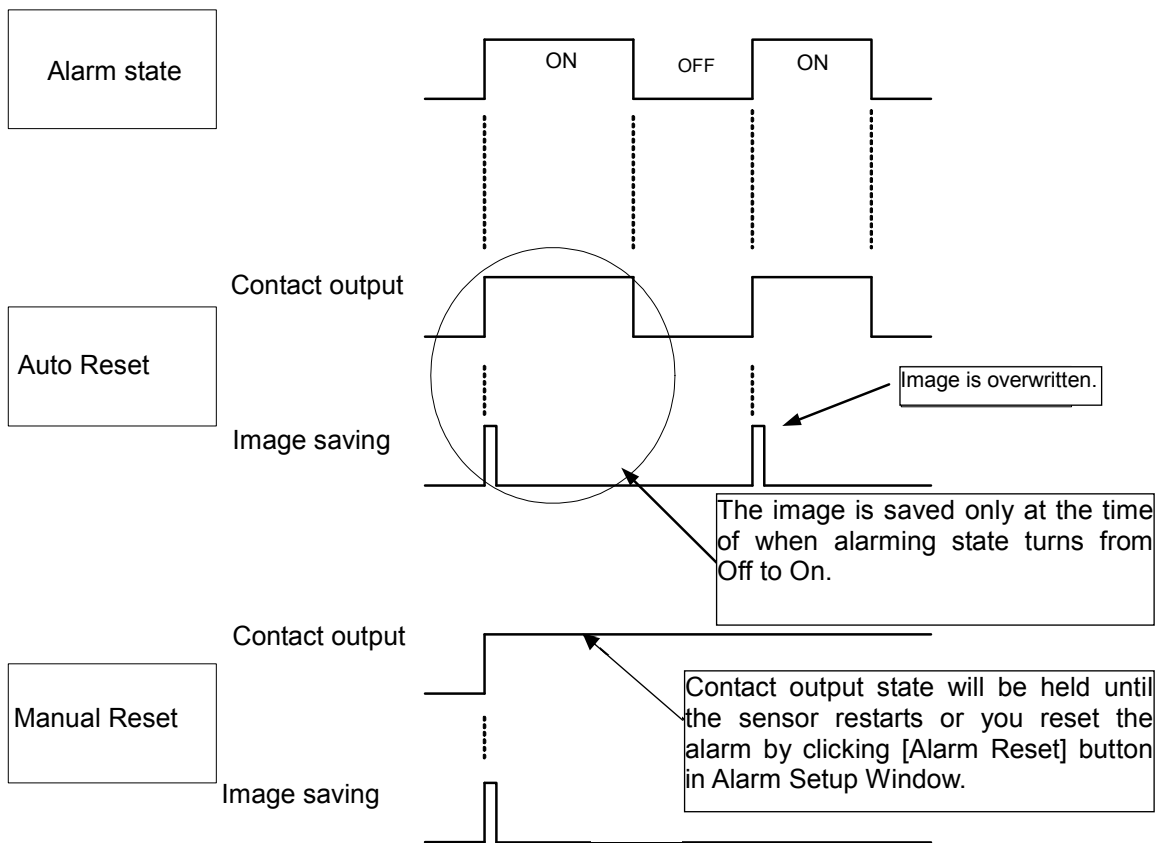 Alarm state
ON
OFF
ON
Contact output
Auto Reset
Image is overwritten.
Image saving
The image is saved only at the time
of when alarming state turns from
Off to On.
Contact output
Manual Reset
Contact output state will be held until
the sensor restarts or you reset the
alarm by clicking [Alarm Reset] button
in Alarm Setup Window.
Image saving